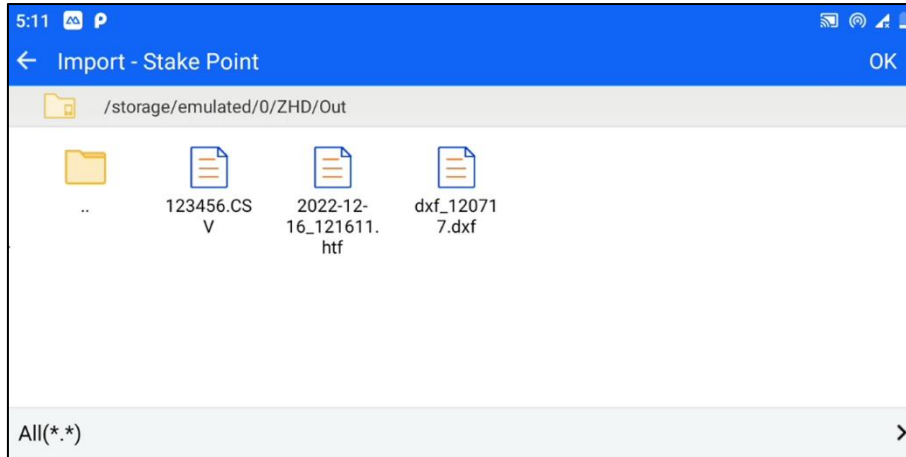 5:11
Import - Stake Point
OK
/storage/emulated/0/ZHD/Out
..
123456.CS
V
2022-12-
16_121611.
htf
dxf_12071
7.dxf
All(*.*)